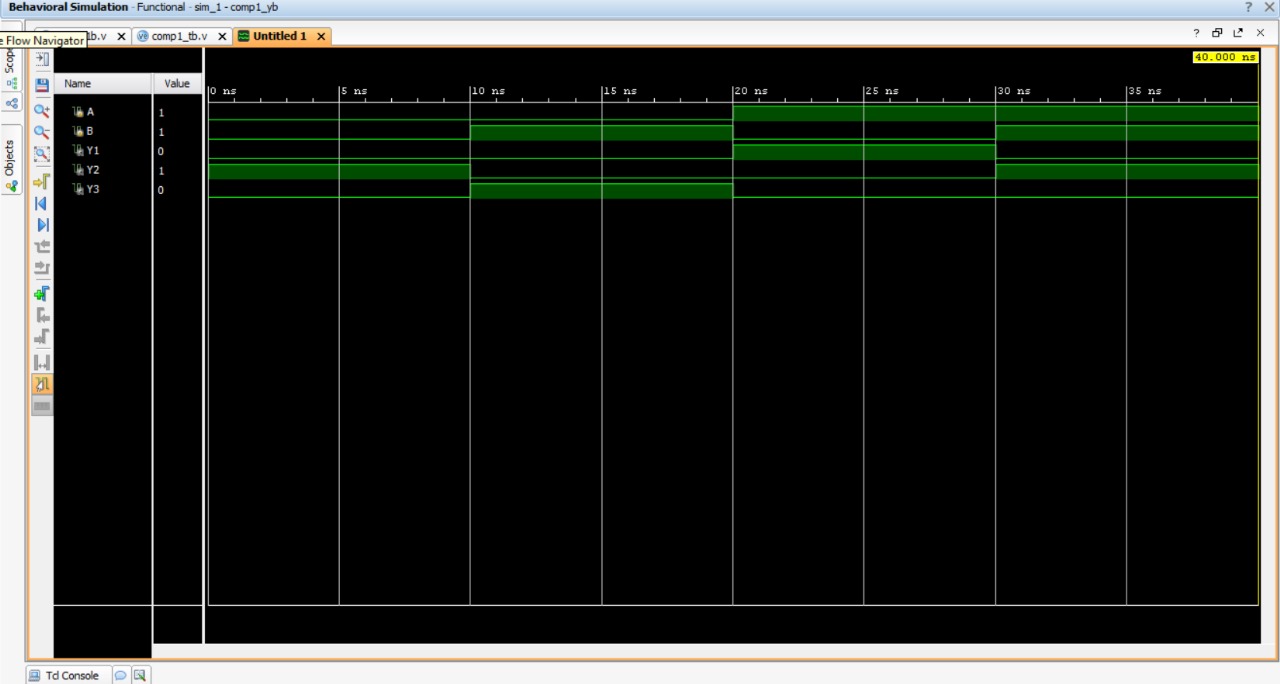 Behavioral Simulation - Functional - sim_1 - comp1_yb
e Flow Navigator
b.v
comp1_tb.v
Untitled 1
Scope
Objects
40.000 ns
Name
Value
0 ns
5 ns
10 ns
15 ns
20 ns
25 ns
30 ns
35 ns
A
1
B
1
Y1
0
Y2
1
Y3
0
Tcl Console